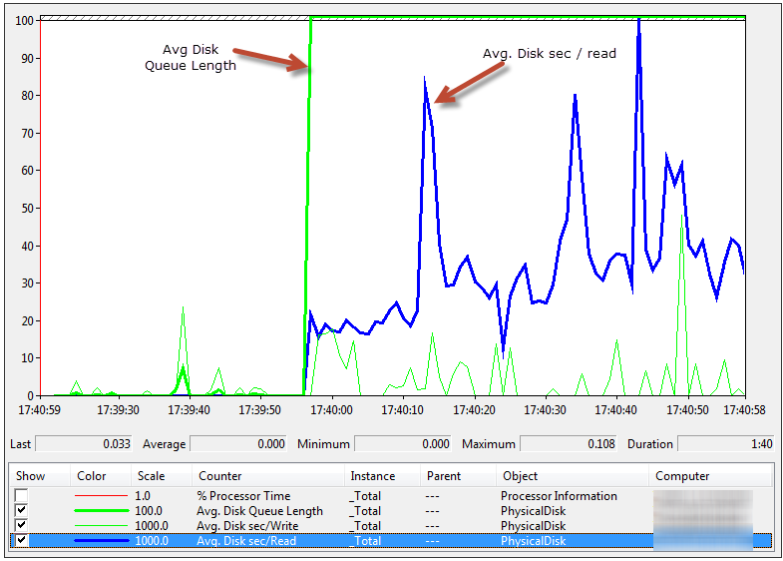 100
Avg Disk
Queue Length
Avg. Disk sec / read
90
80
70
60
50
40
30
20
10
0
17:40:59 17:39:30 17:39:40 17:39:50 17:40:00 17:40:10 17:40:20 17:40:30 17:40:40 17:40:50 17:40:58
Last 0.033 Average 0.000 Minimum 0.000 Maximum 0.108 Duration 1:40
Show Color Scale Counter Instance Parent Object Computer
1.0 % Processor Time _Total --- Processor Information
100.0 Avg. Disk Queue Length _Total --- PhysicalDisk
1000.0 Avg. Disk sec/Write _Total --- PhysicalDisk
1000.0 Avg. Disk sec/Read _Total --- PhysicalDisk